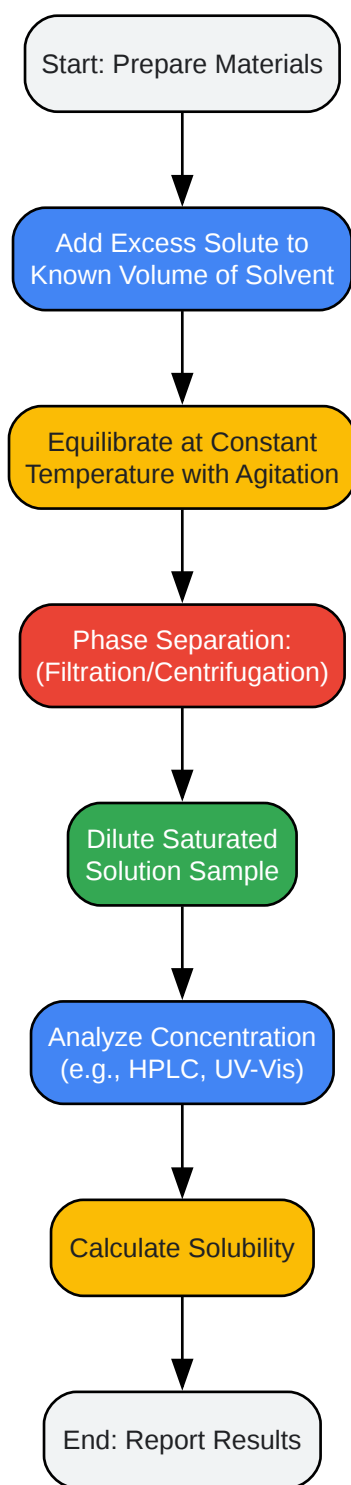 Start: Prepare Materials
Add Excess Solute to
Known Volume of Solvent
Equilibrate at Constant
Temperature with Agitation
Phase Separation:
(Filtration/Centrifugation)
Dilute Saturated
Solution Sample
Analyze Concentration
(e.g., HPLC, UV-Vis)
Calculate Solubility
End: Report Results